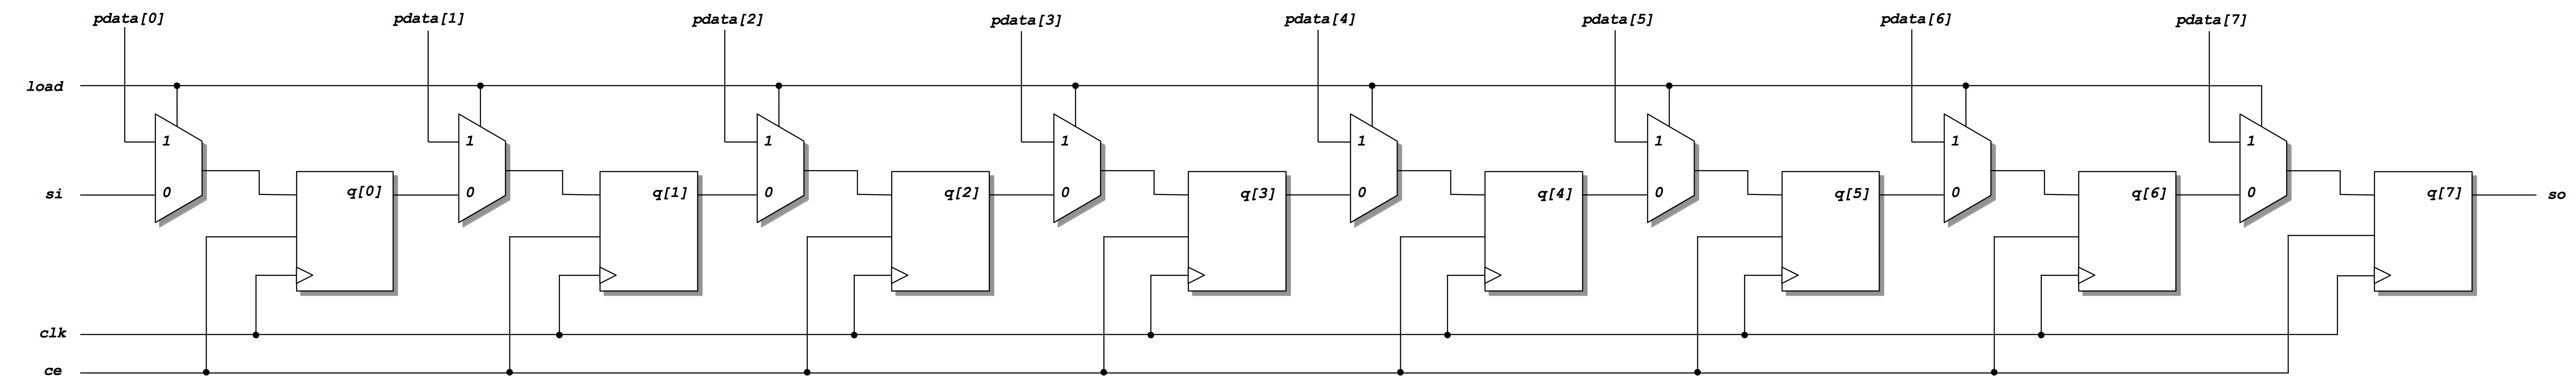 pdata[0] pdata[1] pdata[2] pdata[3] pdata[4] pdata[5] pdata[6] pdata[7]
load
1 1 1 1 1 1 1 1
si 0 q[0] 0 q[1] 0 q[2] 0 q[3] 0 q[4] 0 q[5] 0 q[6] 0 q[7] so
clk
ce